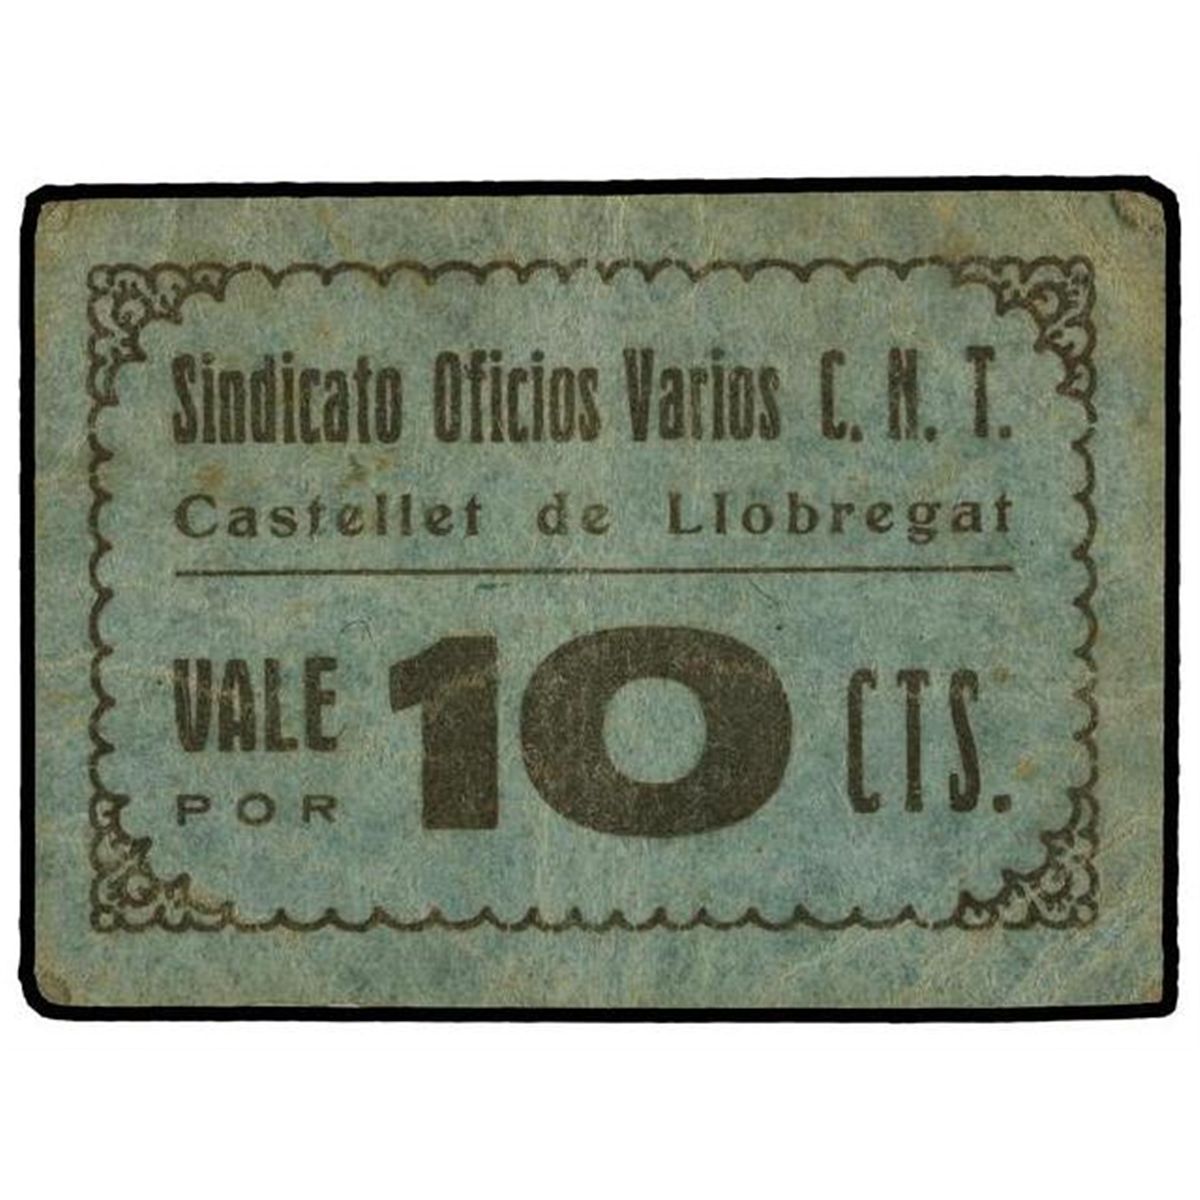 Sindicato Oficios Varios C. N. T.
Castellet de Llobregat
VALE POR 10 CTS.